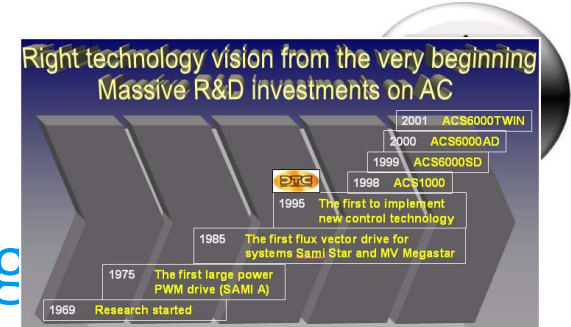 Right technology vision from the very beginning
Massive R&D investments on AC
2001 ACS6000TWIN
2000 ACS6000AD
1999 ACS6000SD
DTC
1998 ACS1000
1995 The first to implement
new control technology
1985 The first flux vector drive for
systems Sami Star and MV Megastar
1975 The first large power
PWM drive (SAMI A)
1969 Research started